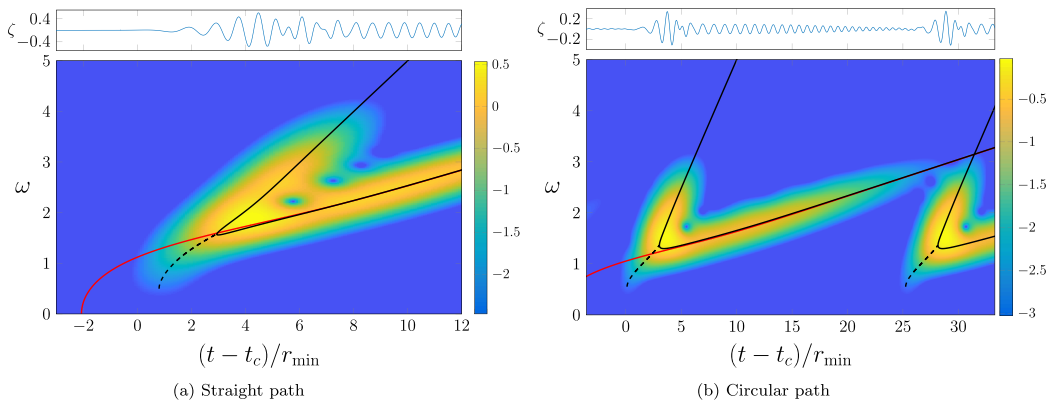 ζ 0.4 −0.4
5 4 3 2 1 0
ω
0.5 0 −0.5 −1 −1.5 −2
−2 0 2 4 6 8 10 12
(t − t_c)/r_min
(a) Straight path
ζ 0.2 −0.2
5 4 3 2 1 0
ω
−0.5 −1 −1.5 −2 −2.5 −3
0 5 10 15 20 25 30
(t − t_c)/r_min
(b) Circular path